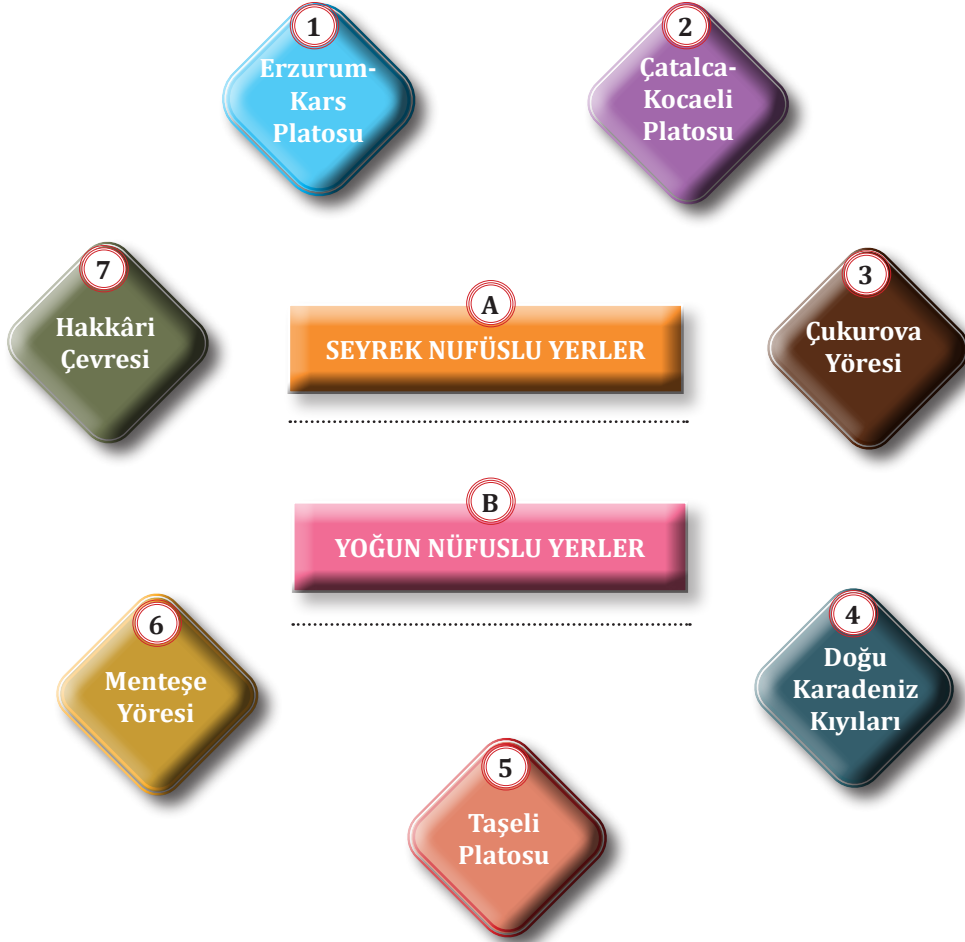 1
Erzurum-
Kars
Platosu
2
Çatalca-
Kocaeli
Platosu
7
Hakkâri
Çevresi
A
SEYREK NUFÜSLU YERLER
3
Çukurova
Yöresi
B
YOĞUN NÜFUSLU YERLER
6
Menteşe
Yöresi
4
Doğu
Karadeniz
Kıyıları
5
Taşeli
Platosu